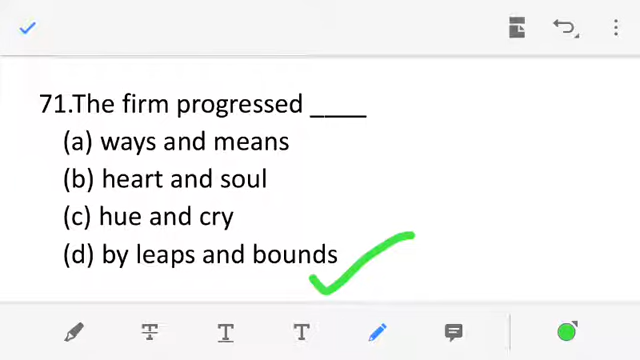 71.The firm progressed ____
(a) ways and means
(b) heart and soul
(c) hue and cry
(d) by leaps and bounds
T
T
T